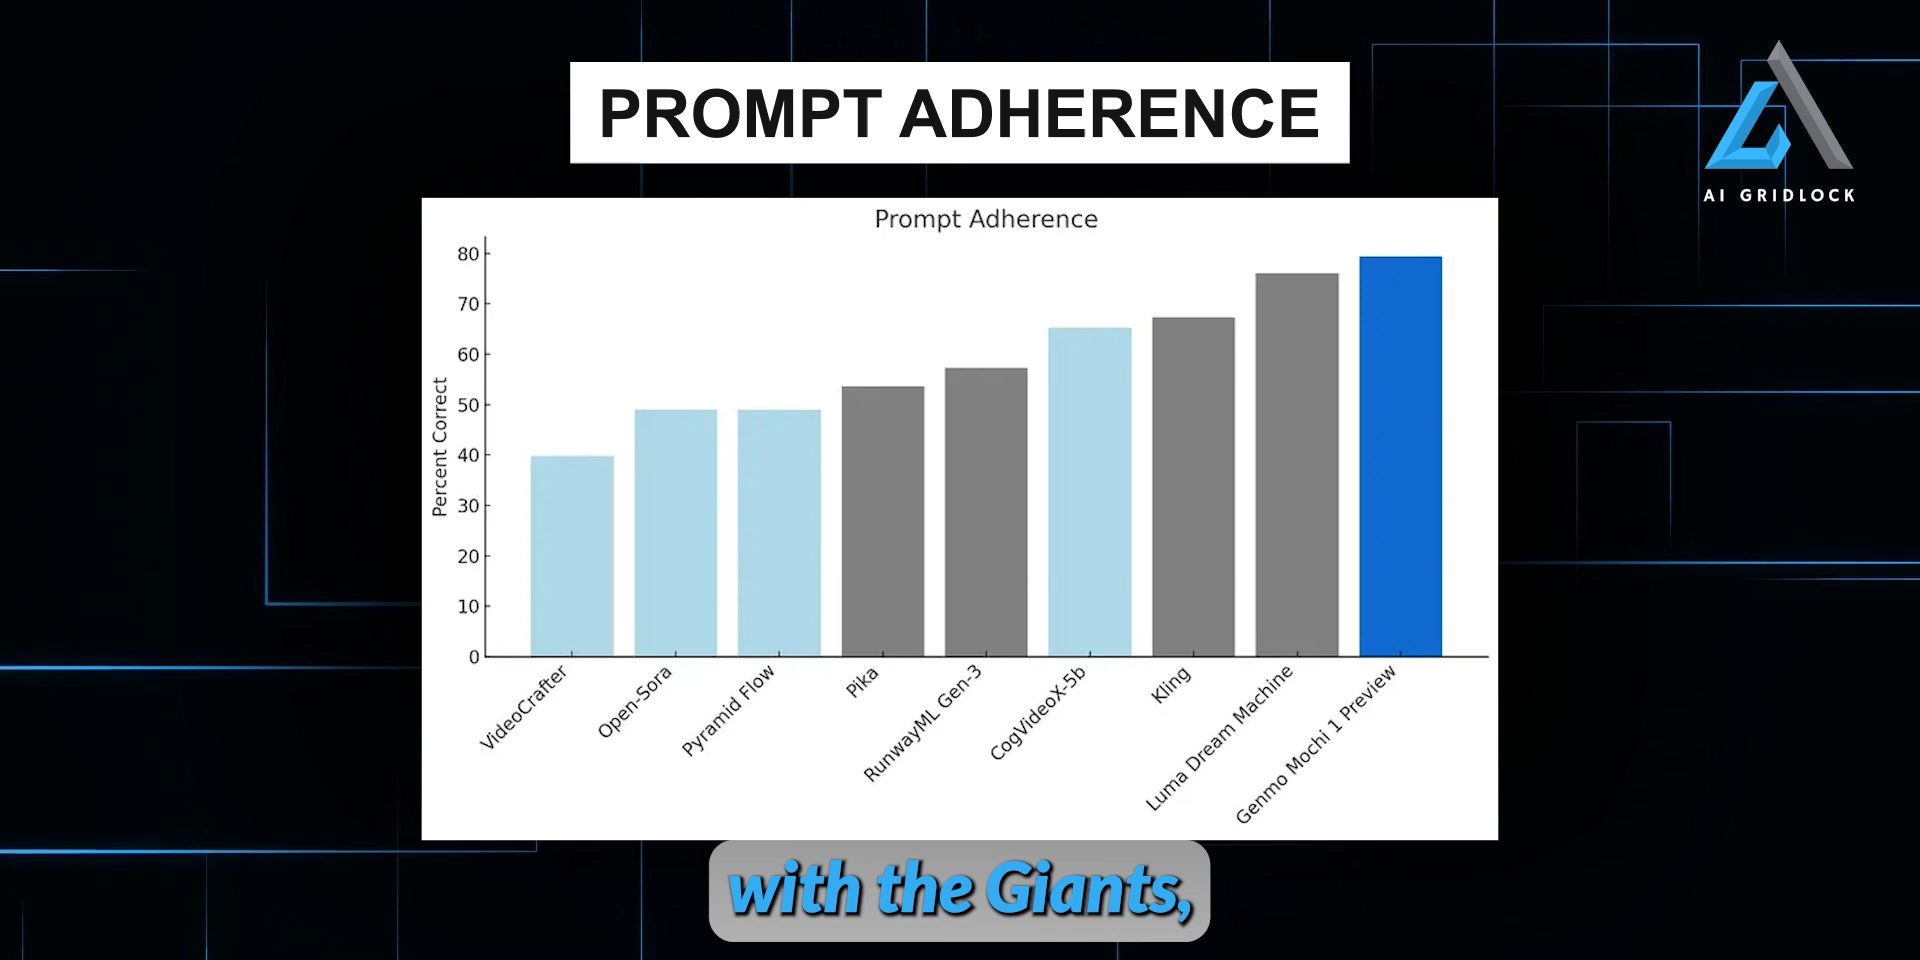 PROMPT ADHERENCE
AI GRIDLOCK
Prompt Adherence
Percent Correct
80
70
60
50
40
30
20
10
0
VideoCrafter
Open-Sora
Pyramid Flow
Pika
RunwayML Gen-3
CogVideoX-5b
Kling
Luma Dream Machine
Genmo Mochi 1 Preview
with the Giants,